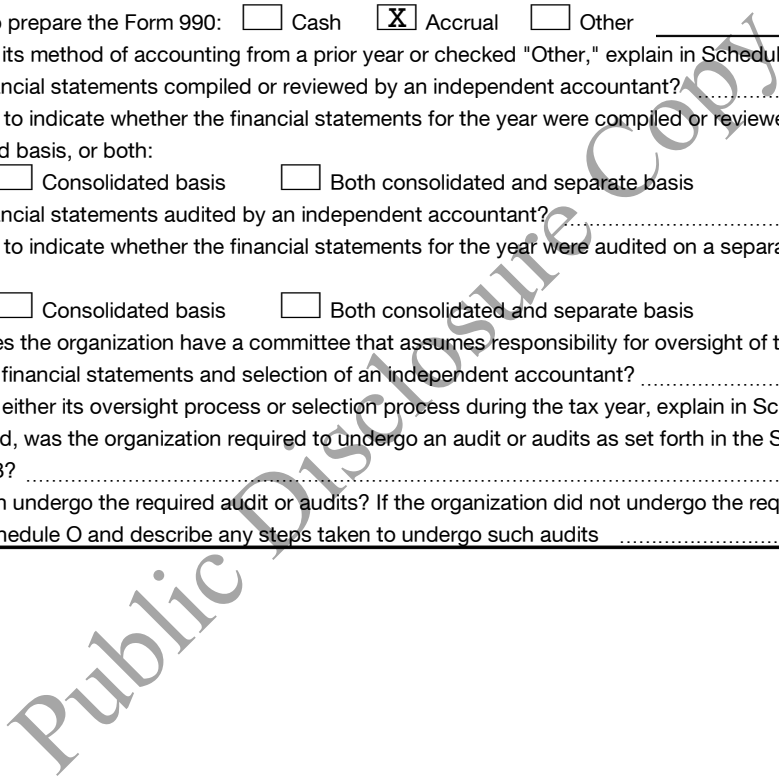 prepare the Form 990: Cash X Accrual Other
its method of accounting from a prior year or checked "Other," explain in Schedul
ncial statements compiled or reviewed by an independent accountant?
to indicate whether the financial statements for the year were compiled or reviewe
d basis, or both:
Consolidated basis Both consolidated and separate basis
ncial statements audited by an independent accountant?
to indicate whether the financial statements for the year were audited on a separa
Consolidated basis Both consolidated and separate basis
es the organization have a committee that assumes responsibility for oversight of t
financial statements and selection of an independent accountant?
either its oversight process or selection process during the tax year, explain in Sc
d, was the organization required to undergo an audit or audits as set forth in the S
?
n undergo the required audit or audits? If the organization did not undergo the req
hedule O and describe any steps taken to undergo such audits
Public Disclosure Copy